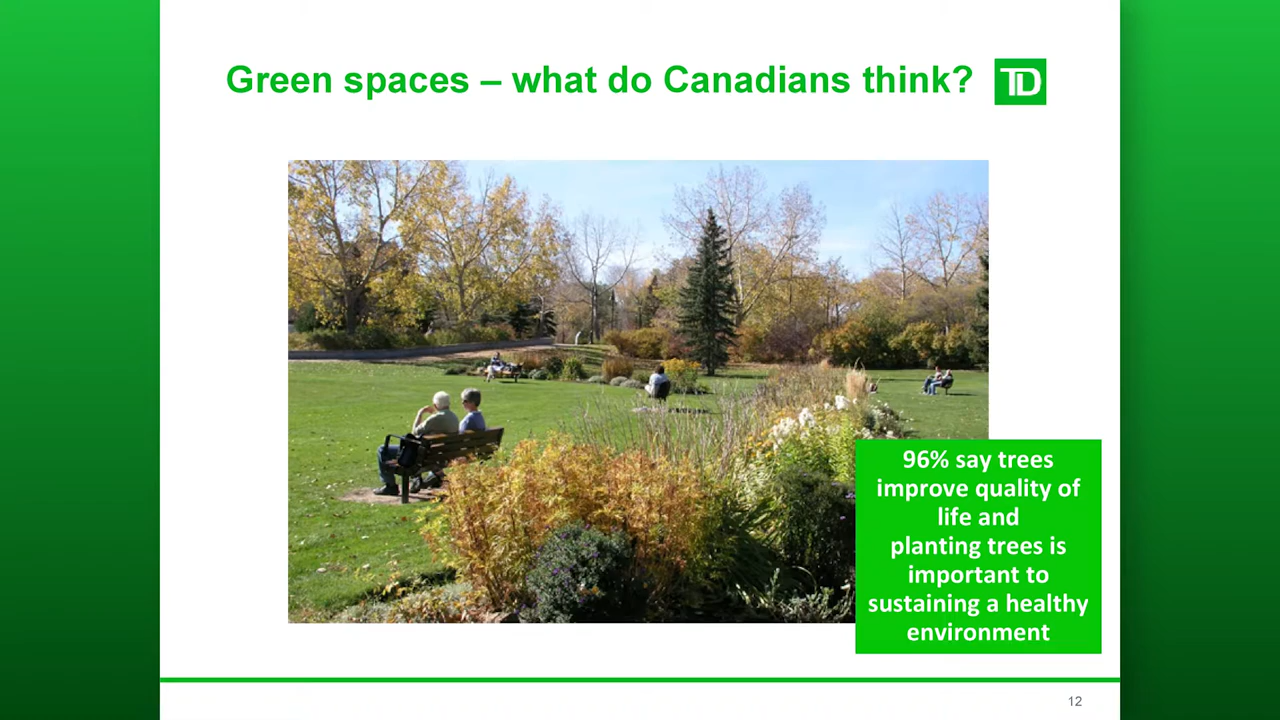 Green spaces – what do Canadians think?
TD
96% say trees
improve quality of
life and
planting trees is
important to
sustaining a healthy
environment
12